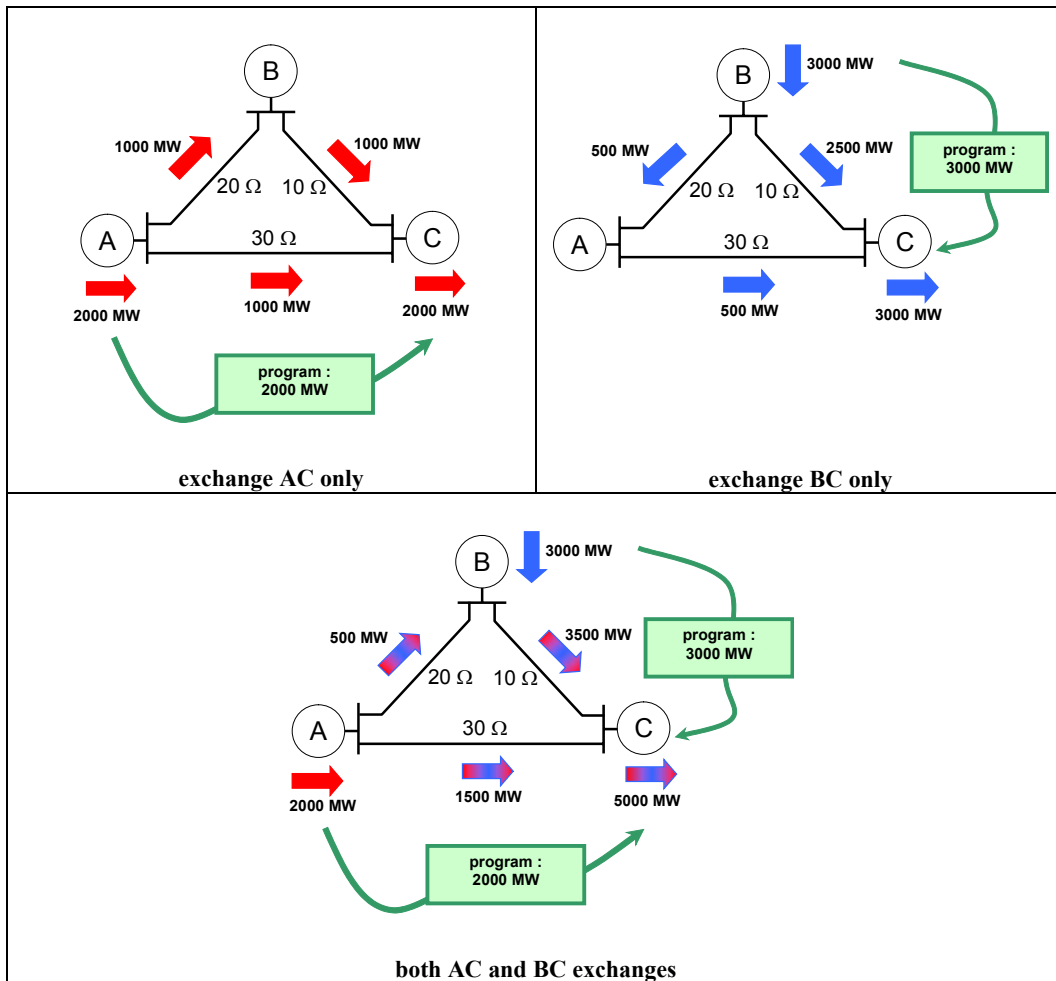 B
1000 MW
1000 MW
20 Ω
10 Ω
A
30 Ω
C
2000 MW
1000 MW
2000 MW
program :
2000 MW
exchange AC only
B
3000 MW
500 MW
2500 MW
program :
3000 MW
20 Ω
10 Ω
A
30 Ω
C
500 MW
3000 MW
exchange BC only
B
3000 MW
500 MW
3500 MW
program :
3000 MW
20 Ω
10 Ω
A
30 Ω
C
2000 MW
1500 MW
5000 MW
program :
2000 MW
both AC and BC exchanges